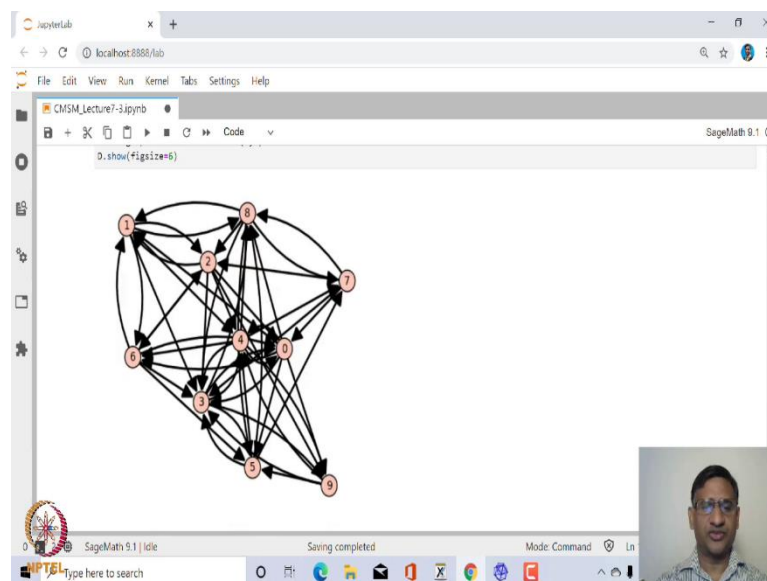 JupyterLab
localhost:8888/lab
File Edit View Run Kernel Tabs Settings Help
CMSM_Lecture7-3.ipynb
Code
SageMath 9.1
D.show(figsize=6)
8
1
2
7
4
0
6
3
5
9
SageMath 9.1 | Idle
Saving completed
Mode: Command
Ln
NPTEL
Type here to search